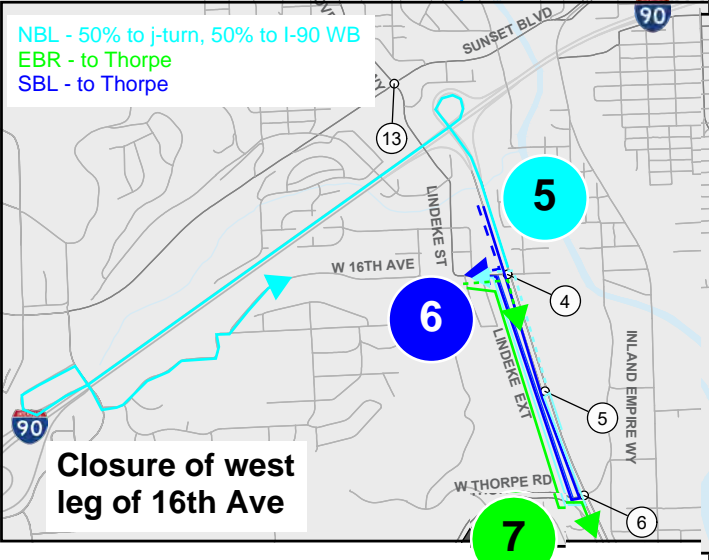 NBL - 50% to j-turn, 50% to I-90 WB
EBR - to Thorpe
SBL - to Thorpe
90
SUNSET BLVD
13
5
LINDEKE ST
W 16TH AVE
4
6
LINDEKE EXT
INLAND EMPIRE WY
5
90
Closure of west
leg of 16th Ave
W THORPE RD
6
7